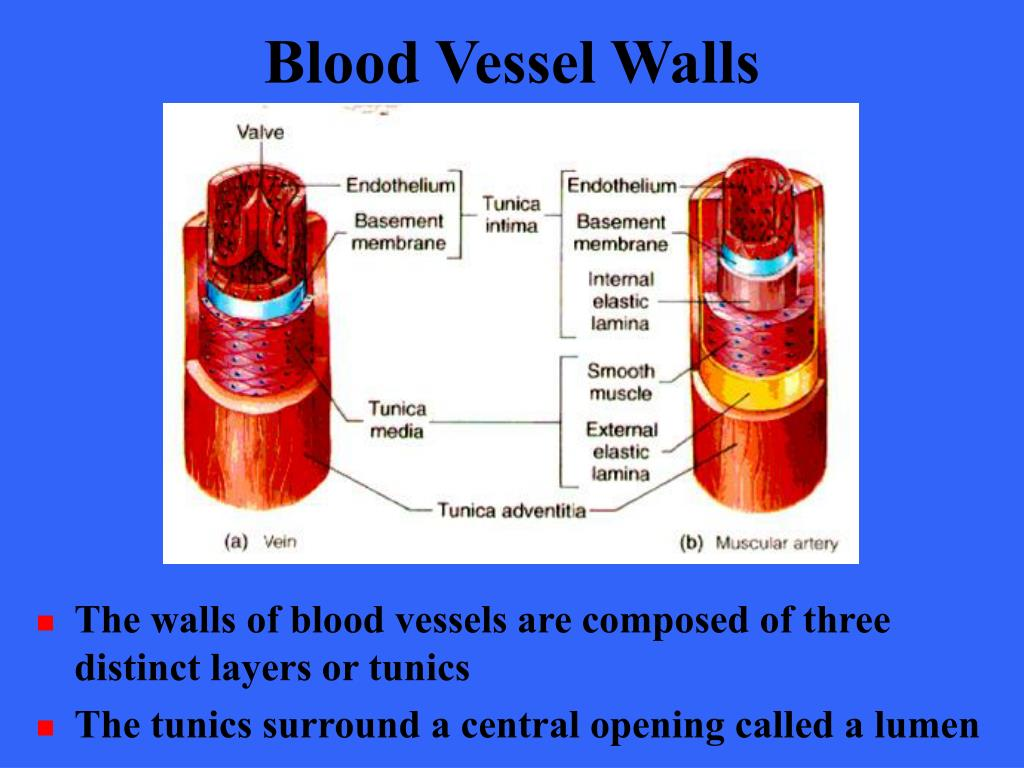 Blood Vessel Walls
Valve
Endothelium
Basement
membrane
Tunica
intima
Endothelium
Basement
membrane
Internal
elastic
lamina
Smooth
muscle
External
elastic
lamina
Tunica
media
Tunica adventitia
(a) Vein
(b) Muscular artery
The walls of blood vessels are composed of three
distinct layers or tunics
The tunics surround a central opening called a lumen